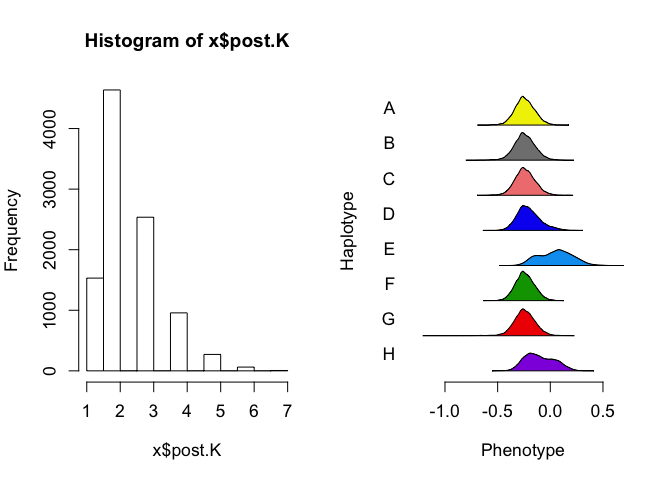 Histogram of x$post.K
Frequency
0
1000
2000
3000
4000
1 2 3 4 5 6 7
x$post.K
Haplotype
A
B
C
D
E
F
G
H
-1.0 -0.5 0.0 0.5
Phenotype